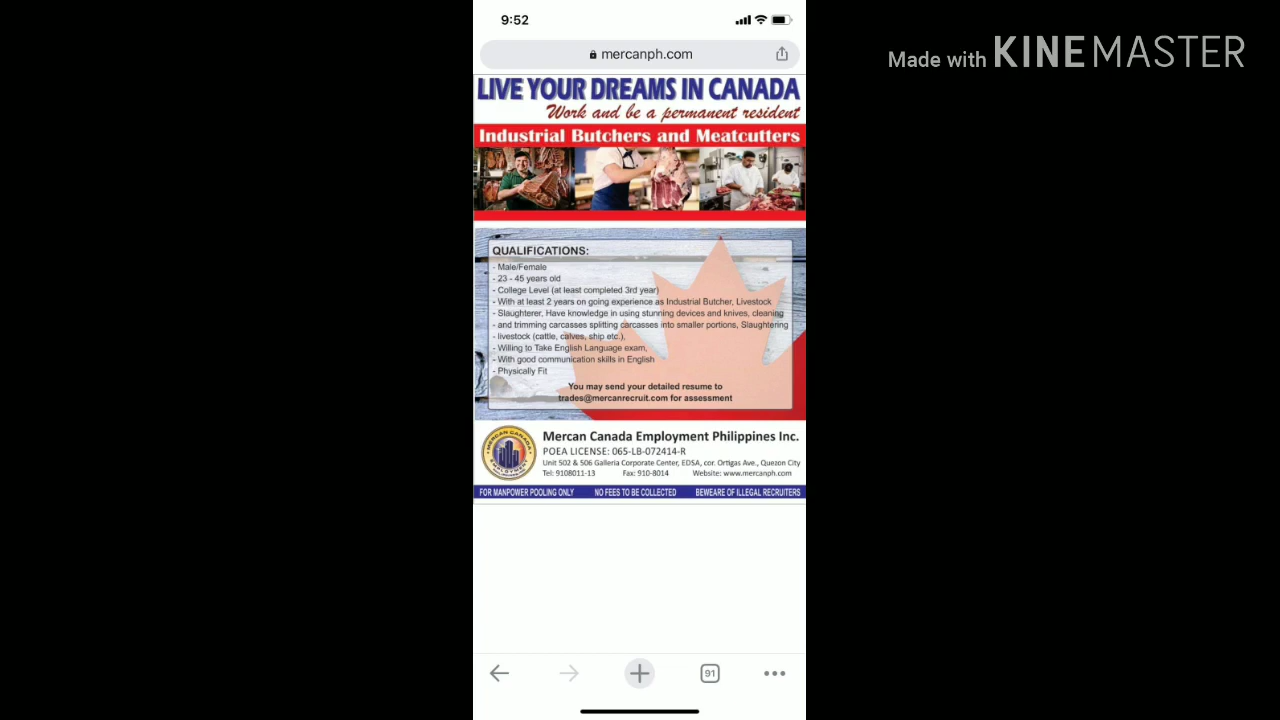 9:52
mercanph.com
Made with KINEMASTER
LIVE YOUR DREAMS IN CANADA
Work and be a permanent resident
Industrial Butchers and Meatcutters
QUALIFICATIONS:
- Male/Female
- 23 - 45 years old
- College Level (at least completed 3rd year)
- With at least 2 years on going experience as Industrial Butcher, Livestock
- Slaughterer, Have knowledge in using stunning devices and knives, cleaning
- and trimming carcasses splitting carcasses into smaller portions, Slaughtering
- livestock (cattle, calves, ship etc.),
- Willing to Take English Language exam,
- With good communication skills in English
- Physically Fit
You may send your detailed resume to
trades@mercanrecruit.com for assessment
MERCAN CANADA
EMPLOYMENT
Mercan Canada Employment Philippines Inc.
POEA LICENSE: 065-LB-072414-R
Unit 502 & 506 Galleria Corporate Center, EDSA, cor. Ortigas Ave., Quezon City
Tel: 9108011-13 Fax: 910-8014 Website: www.mercanph.com
FOR MANPOWER POOLING ONLY NO FEES TO BE COLLECTED BEWARE OF ILLEGAL RECRUITERS
91